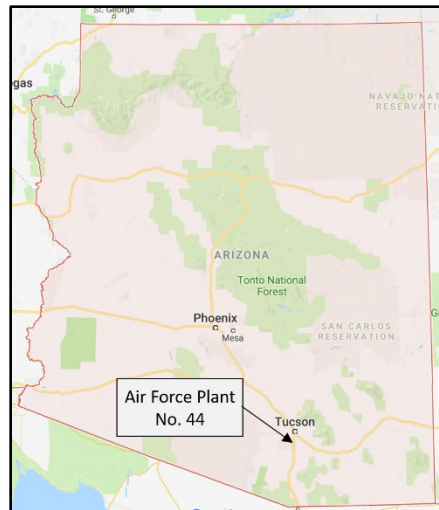 St. George
gas
NAVAJO NAT
RESERVATION
ARIZONA
Tonto National
Forest
Phoenix
Mesa
SAN CARLOS
RESERVATION
Air Force Plant
No. 44
Tucson